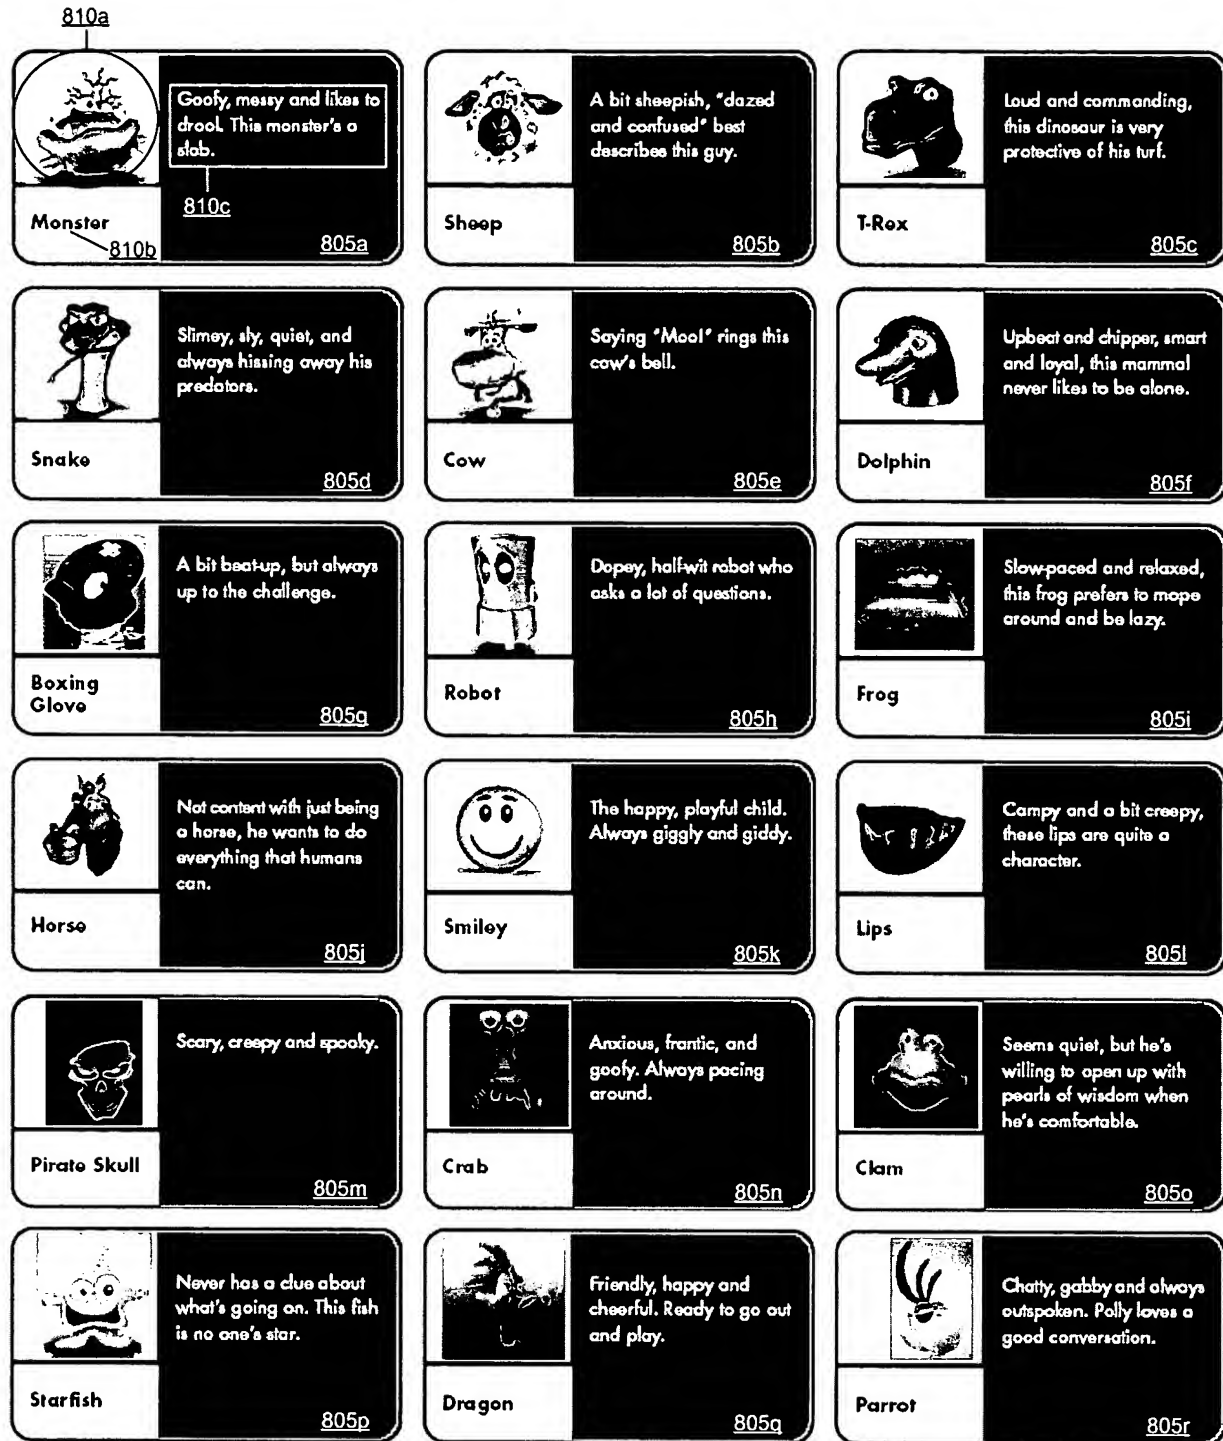 810a
Goofy, messy and likes to
drool. This monster's a
slob.
810c
Monster
810b
805a
A bit sheepish, "dazed
and confused" best
describes this guy.
Sheep
805b
Loud and commanding,
this dinosaur is very
protective of his turf.
T-Rex
805c
Slimey, sly, quiet, and
always hissing away his
predators.
Snake
805d
Saying "Moo!" rings this
cow's bell.
Cow
805e
Upbeat and chipper, smart
and loyal, this mammal
never likes to be alone.
Dolphin
805f
A bit beat-up, but always
up to the challenge.
Boxing
Glove
805g
Dopey, half-wit robot who
asks a lot of questions.
Robot
805h
Slow-paced and relaxed,
this frog prefers to mope
around and be lazy.
Frog
805i
Not content with just being
a horse, he wants to do
everything that humans
can.
Horse
805j
The happy, playful child.
Always giggly and giddy.
Smiley
805k
Campy and a bit creepy,
these lips are quite a
character.
Lips
805l
Scary, creepy and spooky.
Pirate Skull
805m
Anxious, frantic, and
goofy. Always pacing
around.
Crab
805n
Seems quiet, but he's
willing to open up with
pearls of wisdom when
he's comfortable.
Clam
805o
Never has a clue about
what's going on. This fish
is no one's star.
Starfish
805p
Friendly, happy and
cheerful. Ready to go out
and play.
Dragon
805q
Chatty, gabby and always
outspoken. Polly loves a
good conversation.
Parrot
805r